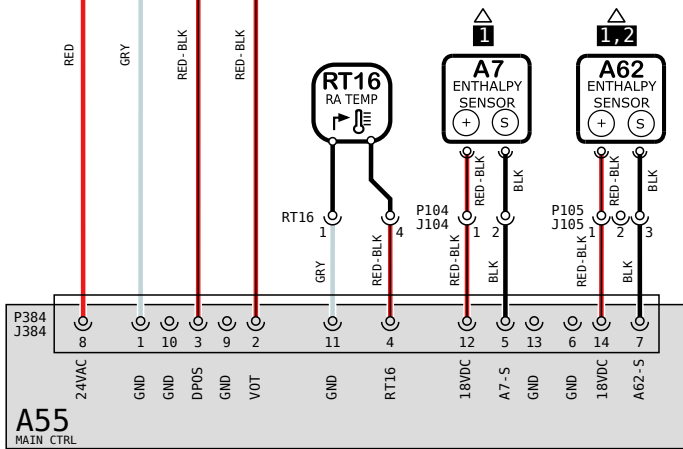 1
1,2
RED
GRY
RED-BLK
RED-BLK
RT16
RA TEMP
A7
ENTHALPY
SENSOR
+
S
A62
ENTHALPY
SENSOR
+
S
RED-BLK
BLK
RED-BLK
BLK
RT16
1
4
P104
J104
1
2
P105
J105
1
2
3
GRY
RED-BLK
RED-BLK
BLK
RED-BLK
BLK
P384
J384
8
1
10
3
9
2
11
4
12
5
13
6
14
7
24VAC
GND
GND
DPOS
GND
VOT
GND
RT16
18VDC
A7-S
GND
GND
18VDC
A62-S
A55
MAIN CTRL